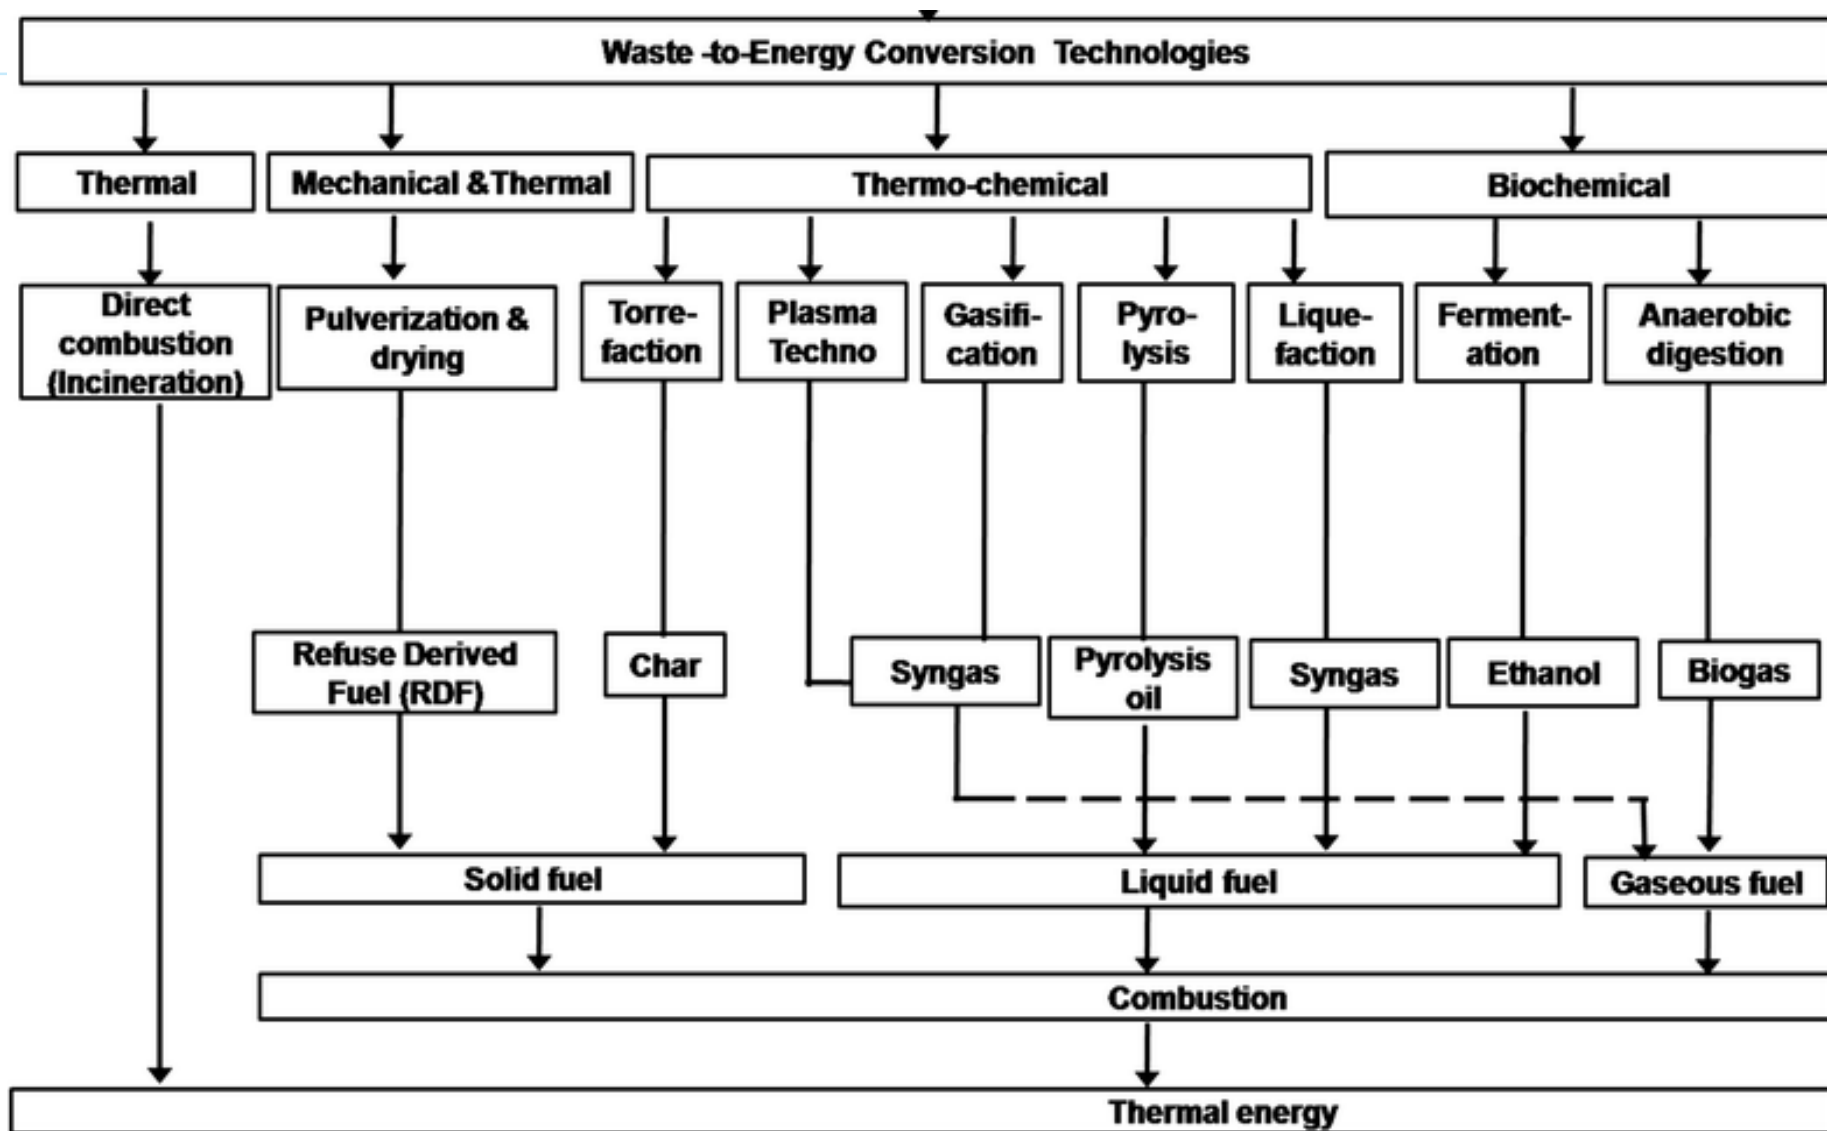 Waste -to-Energy Conversion Technologies
Thermal
Mechanical &Thermal
Thermo-chemical
Biochemical
Direct
combustion
(Incineration)
Pulverization &
drying
Torre-
faction
Plasma
Techno
Gasifi-
cation
Pyro-
lysis
Lique-
faction
Ferment-
ation
Anaerobic
digestion
Refuse Derived
Fuel (RDF)
Char
Syngas
Pyrolysis
oil
Syngas
Ethanol
Biogas
Solid fuel
Liquid fuel
Gaseous fuel
Combustion
Thermal energy